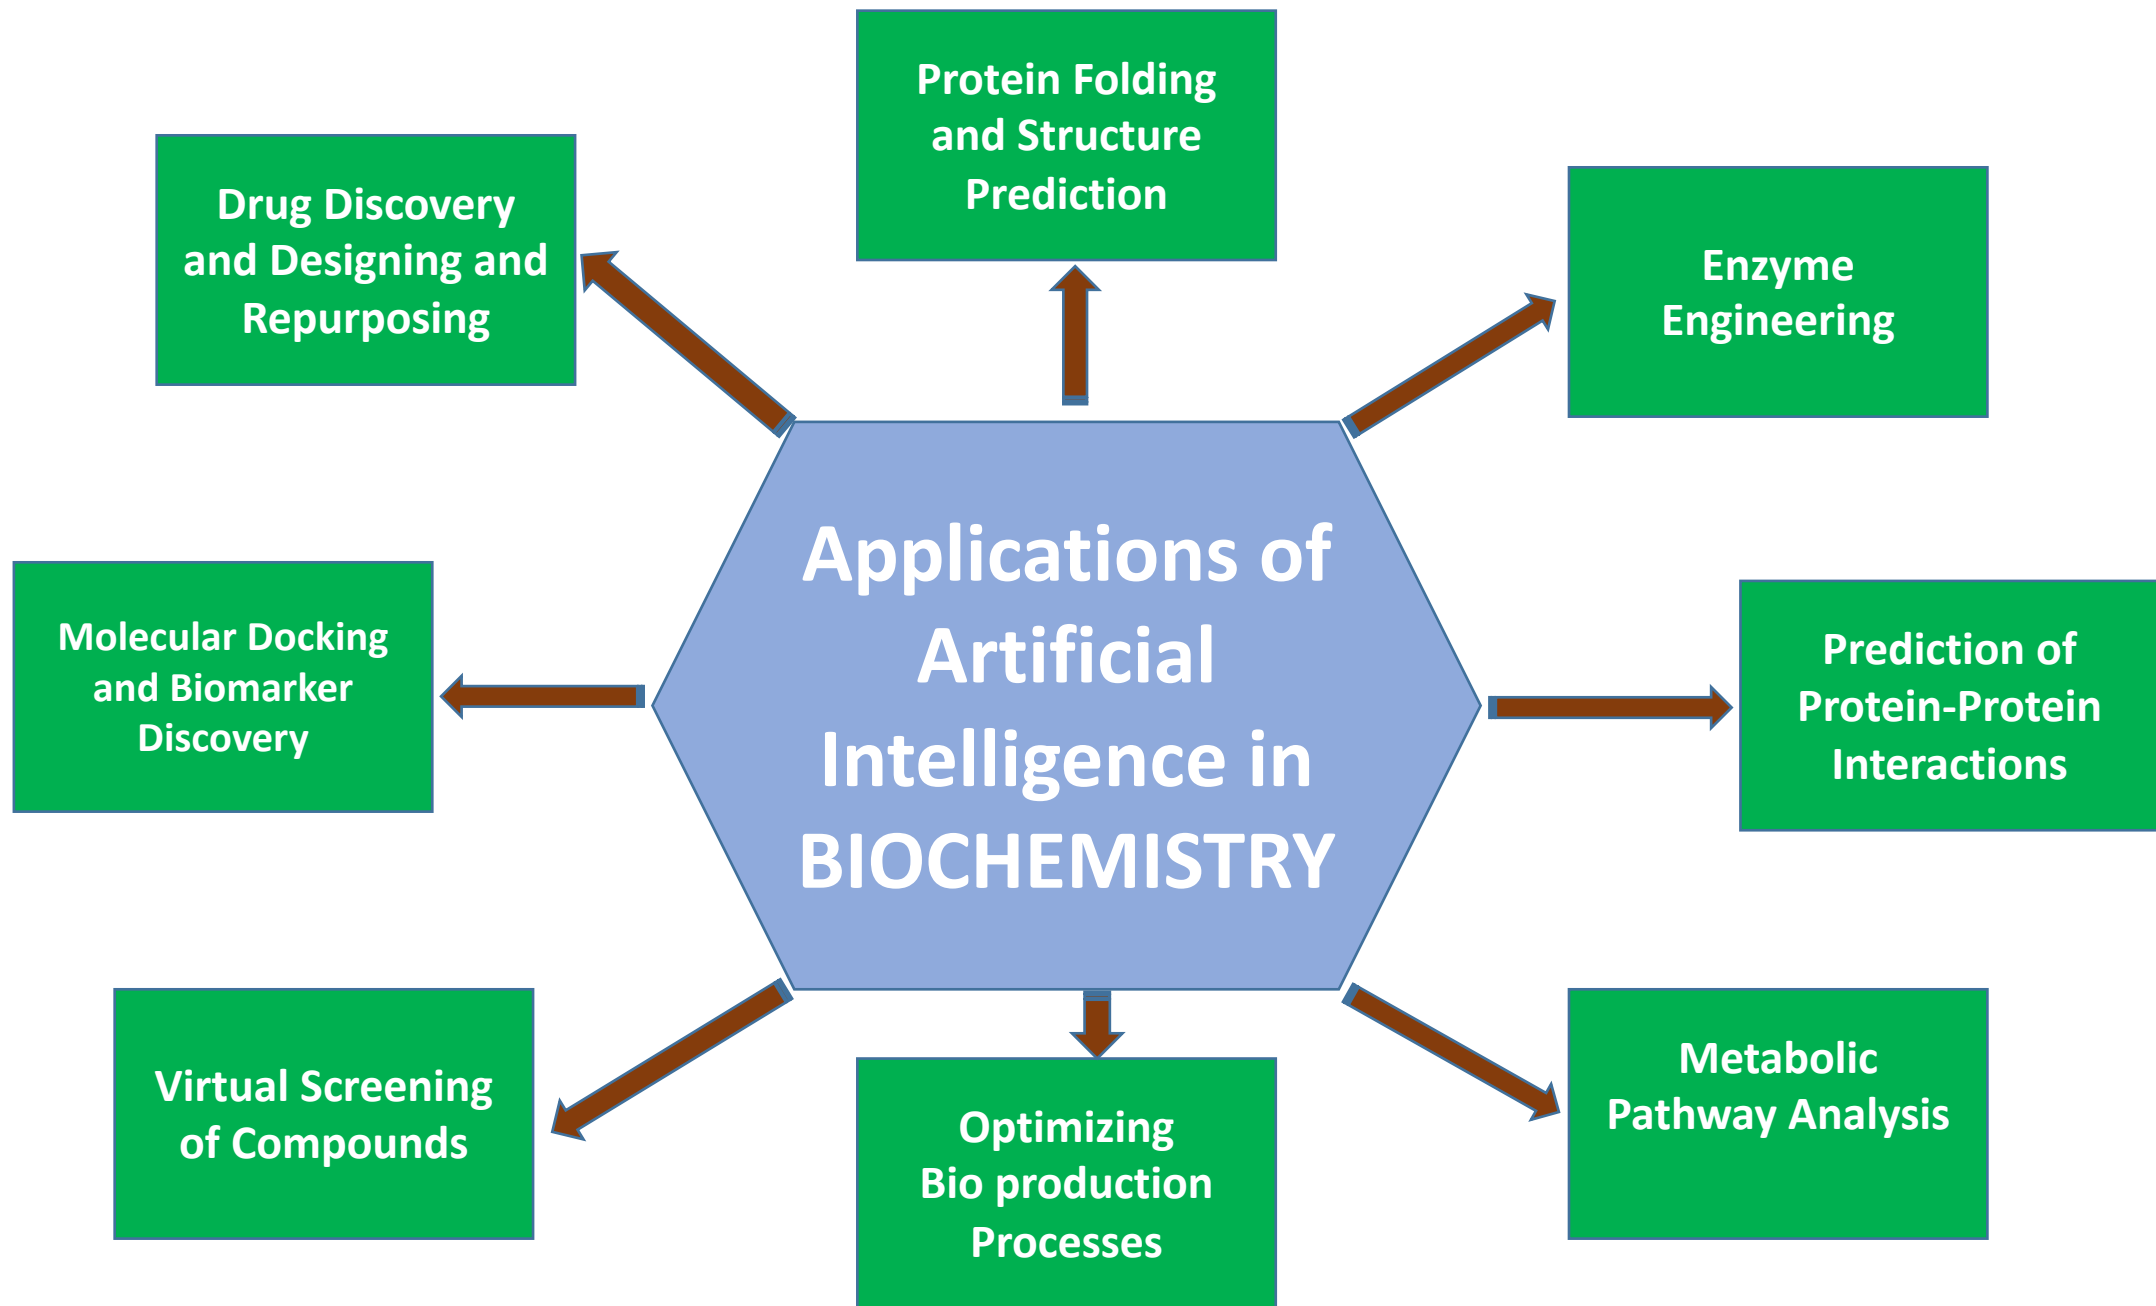 Protein Folding
and Structure
Prediction
Drug Discovery
and Designing and
Repurposing
Enzyme
Engineering
Applications of
Artificial
Intelligence in
BIOCHEMISTRY
Molecular Docking
and Biomarker
Discovery
Prediction of
Protein-Protein
Interactions
Virtual Screening
of Compounds
Optimizing
Bio production
Processes
Metabolic
Pathway Analysis